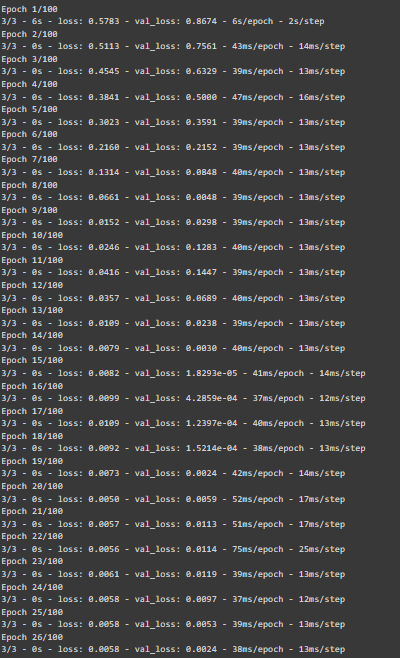 Epoch 1/100
3/3 - 6s - loss: 0.5783 - val_loss: 0.8674 - 6s/epoch - 2s/step
Epoch 2/100
3/3 - 0s - loss: 0.5113 - val_loss: 0.7561 - 43ms/epoch - 14ms/step
Epoch 3/100
3/3 - 0s - loss: 0.4545 - val_loss: 0.6329 - 39ms/epoch - 13ms/step
Epoch 4/100
3/3 - 0s - loss: 0.3841 - val_loss: 0.5000 - 47ms/epoch - 16ms/step
Epoch 5/100
3/3 - 0s - loss: 0.3023 - val_loss: 0.3591 - 39ms/epoch - 13ms/step
Epoch 6/100
3/3 - 0s - loss: 0.2160 - val_loss: 0.2152 - 39ms/epoch - 13ms/step
Epoch 7/100
3/3 - 0s - loss: 0.1314 - val_loss: 0.0848 - 40ms/epoch - 13ms/step
Epoch 8/100
3/3 - 0s - loss: 0.0661 - val_loss: 0.0048 - 39ms/epoch - 13ms/step
Epoch 9/100
3/3 - 0s - loss: 0.0152 - val_loss: 0.0298 - 39ms/epoch - 13ms/step
Epoch 10/100
3/3 - 0s - loss: 0.0246 - val_loss: 0.1283 - 40ms/epoch - 13ms/step
Epoch 11/100
3/3 - 0s - loss: 0.0416 - val_loss: 0.1447 - 39ms/epoch - 13ms/step
Epoch 12/100
3/3 - 0s - loss: 0.0357 - val_loss: 0.0689 - 40ms/epoch - 13ms/step
Epoch 13/100
3/3 - 0s - loss: 0.0109 - val_loss: 0.0238 - 39ms/epoch - 13ms/step
Epoch 14/100
3/3 - 0s - loss: 0.0079 - val_loss: 0.0030 - 40ms/epoch - 13ms/step
Epoch 15/100
3/3 - 0s - loss: 0.0082 - val_loss: 1.8293e-05 - 41ms/epoch - 14ms/step
Epoch 16/100
3/3 - 0s - loss: 0.0099 - val_loss: 4.2859e-04 - 37ms/epoch - 12ms/step
Epoch 17/100
3/3 - 0s - loss: 0.0109 - val_loss: 1.2397e-04 - 40ms/epoch - 13ms/step
Epoch 18/100
3/3 - 0s - loss: 0.0092 - val_loss: 1.5214e-04 - 38ms/epoch - 13ms/step
Epoch 19/100
3/3 - 0s - loss: 0.0073 - val_loss: 0.0024 - 42ms/epoch - 14ms/step
Epoch 20/100
3/3 - 0s - loss: 0.0050 - val_loss: 0.0059 - 52ms/epoch - 17ms/step
Epoch 21/100
3/3 - 0s - loss: 0.0057 - val_loss: 0.0113 - 51ms/epoch - 17ms/step
Epoch 22/100
3/3 - 0s - loss: 0.0056 - val_loss: 0.0114 - 75ms/epoch - 25ms/step
Epoch 23/100
3/3 - 0s - loss: 0.0061 - val_loss: 0.0119 - 39ms/epoch - 13ms/step
Epoch 24/100
3/3 - 0s - loss: 0.0058 - val_loss: 0.0097 - 37ms/epoch - 12ms/step
Epoch 25/100
3/3 - 0s - loss: 0.0058 - val_loss: 0.0053 - 39ms/epoch - 13ms/step
Epoch 26/100
3/3 - 0s - loss: 0.0058 - val_loss: 0.0024 - 38ms/epoch - 13ms/step